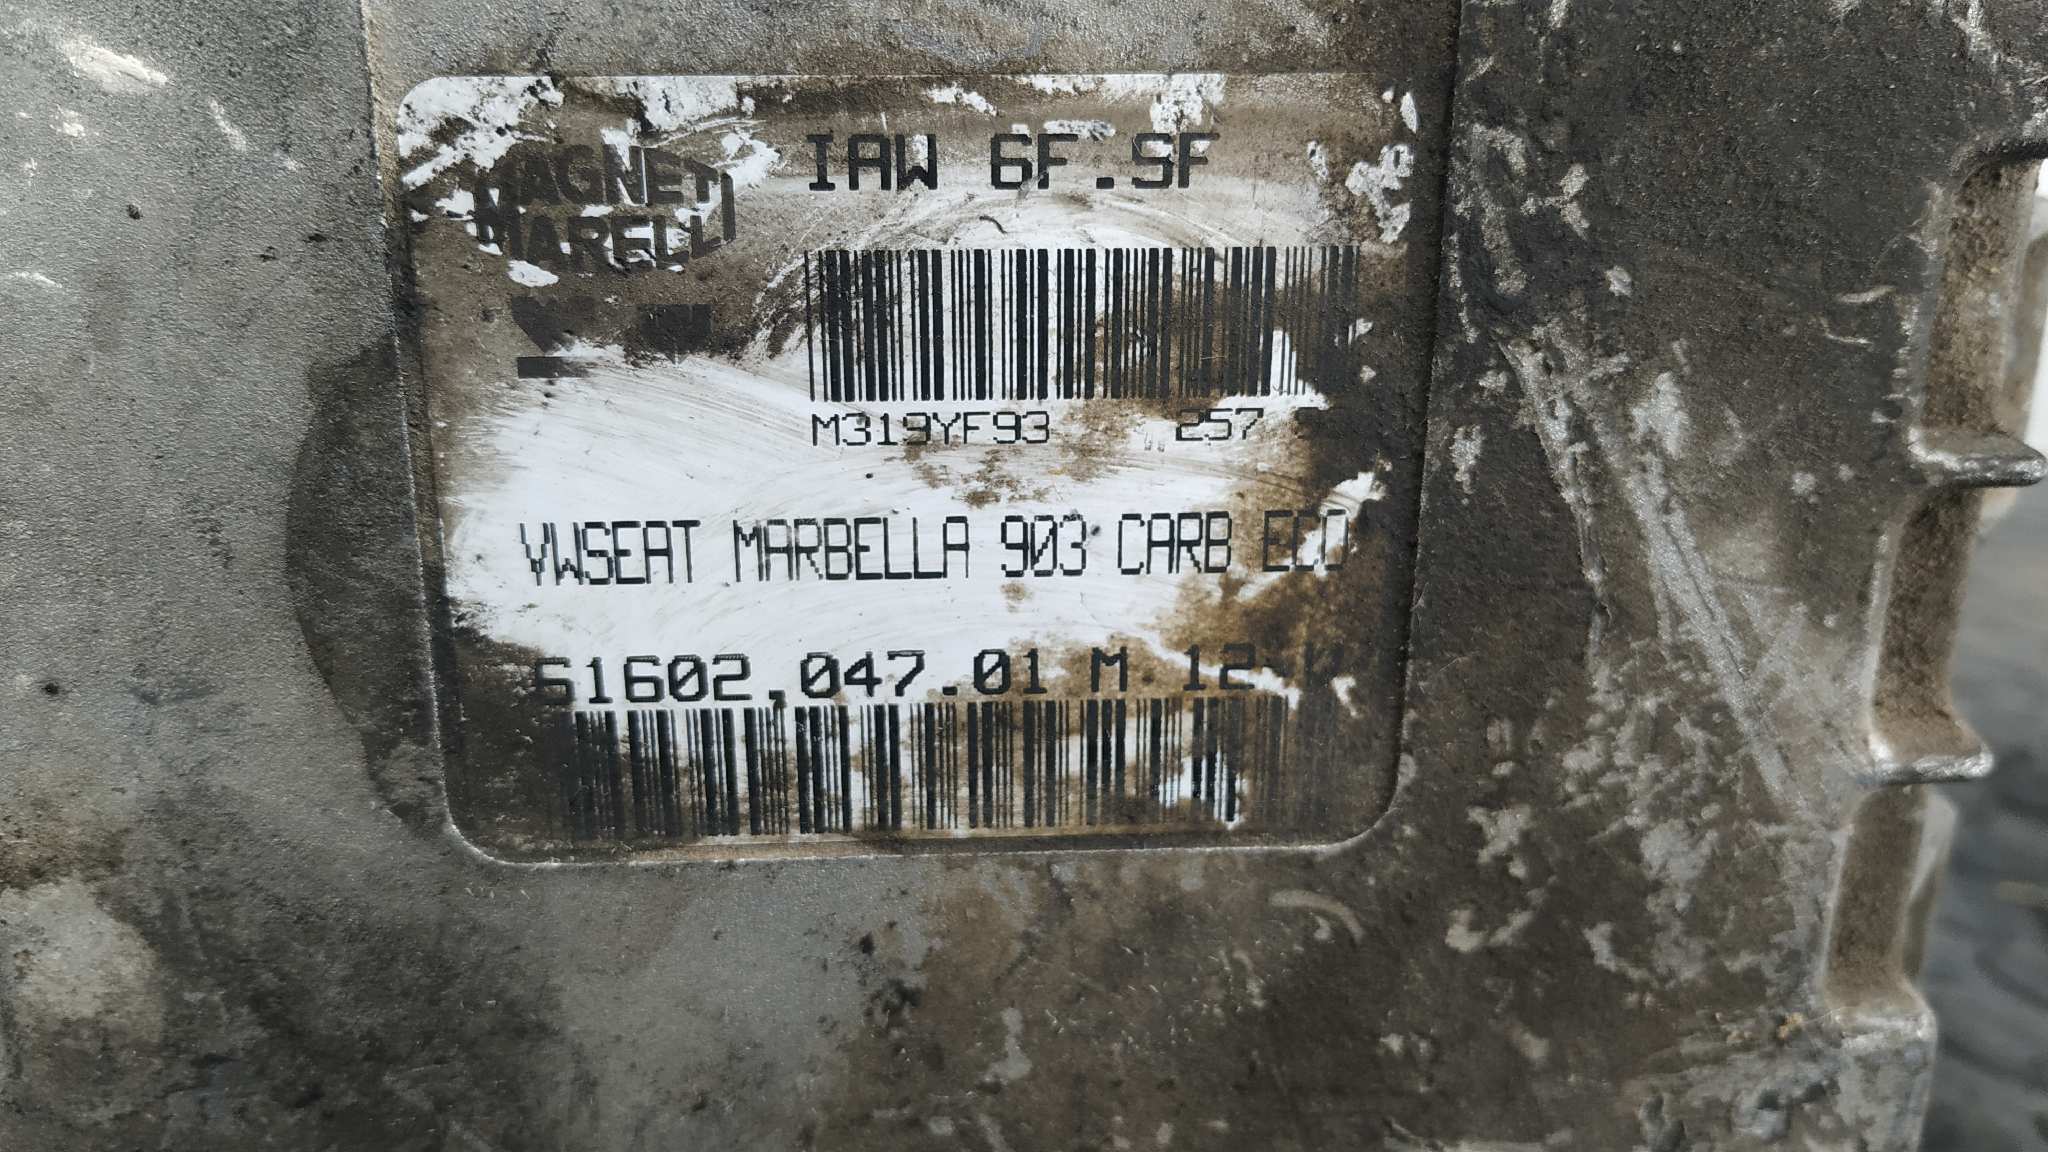 MAGNETI
MARELLI
IAW 6F.SF
M319YF93 257
VWSEAT MARBELLA 903 CARB ECO
61602.047.01 M 12